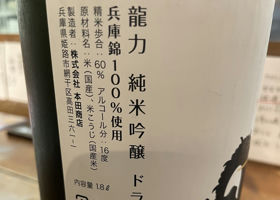 龍力 純米吟醸 ドラ
兵庫錦100%使用
精米歩合：60% アルコール分：16度
原材料名：米(国産)、米こうじ(国産米)
製造者：株式会社 本田商店
兵庫県姫路市網干区高田三六一ー
内容量 1.8ℓ